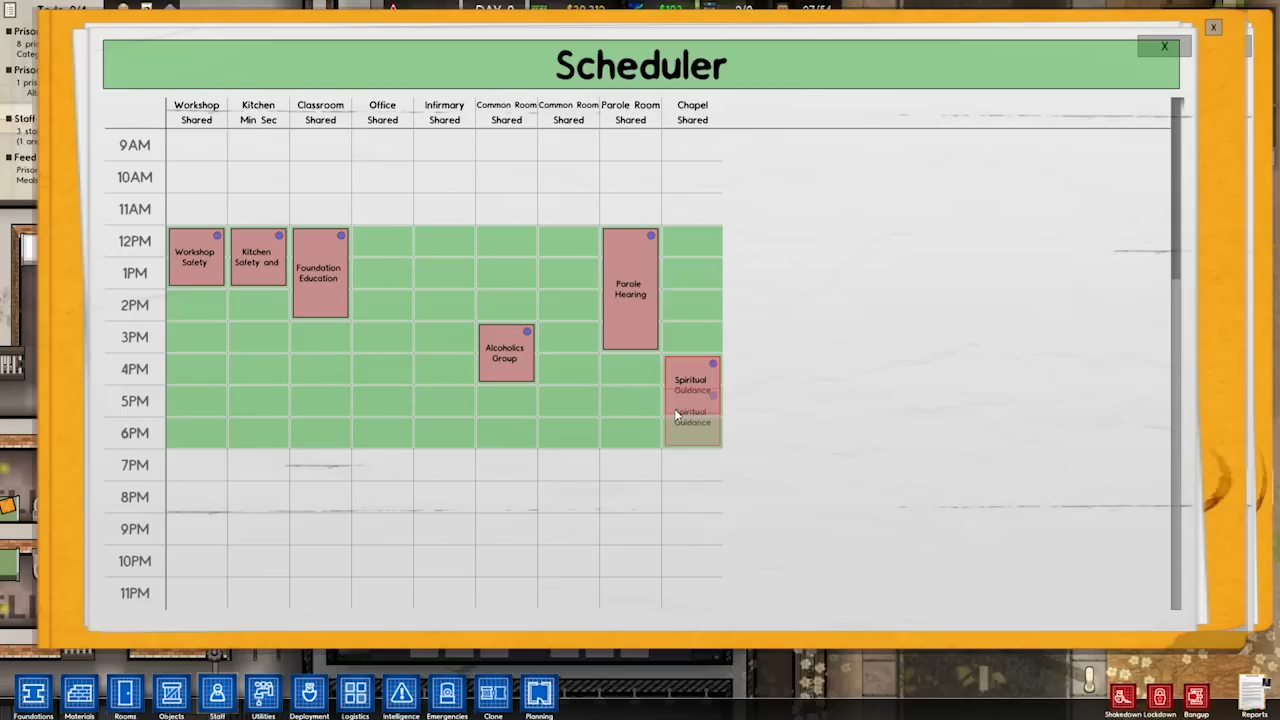 DAY
X
X
Scheduler
Workshop Kitchen Classroom Office Infirmary Common Room Common Room Parole Room Chapel
Shared Min Sec Shared Shared Shared Shared Shared Shared Shared
9AM
10AM
11AM
12PM
1PM
2PM
3PM
4PM
5PM
6PM
7PM
8PM
9PM
10PM
11PM
Workshop
Safety
Kitchen
Safety and
Foundation
Education
Parole
Hearing
Alcoholics
Group
Spiritual
Guidance
Spiritual
Guidance
Foundations Materials Rooms Objects Staff Utilities Deployment Logistics Intelligence Emergencies Clone Planning
Shakedown Lockdown Bangup Reports